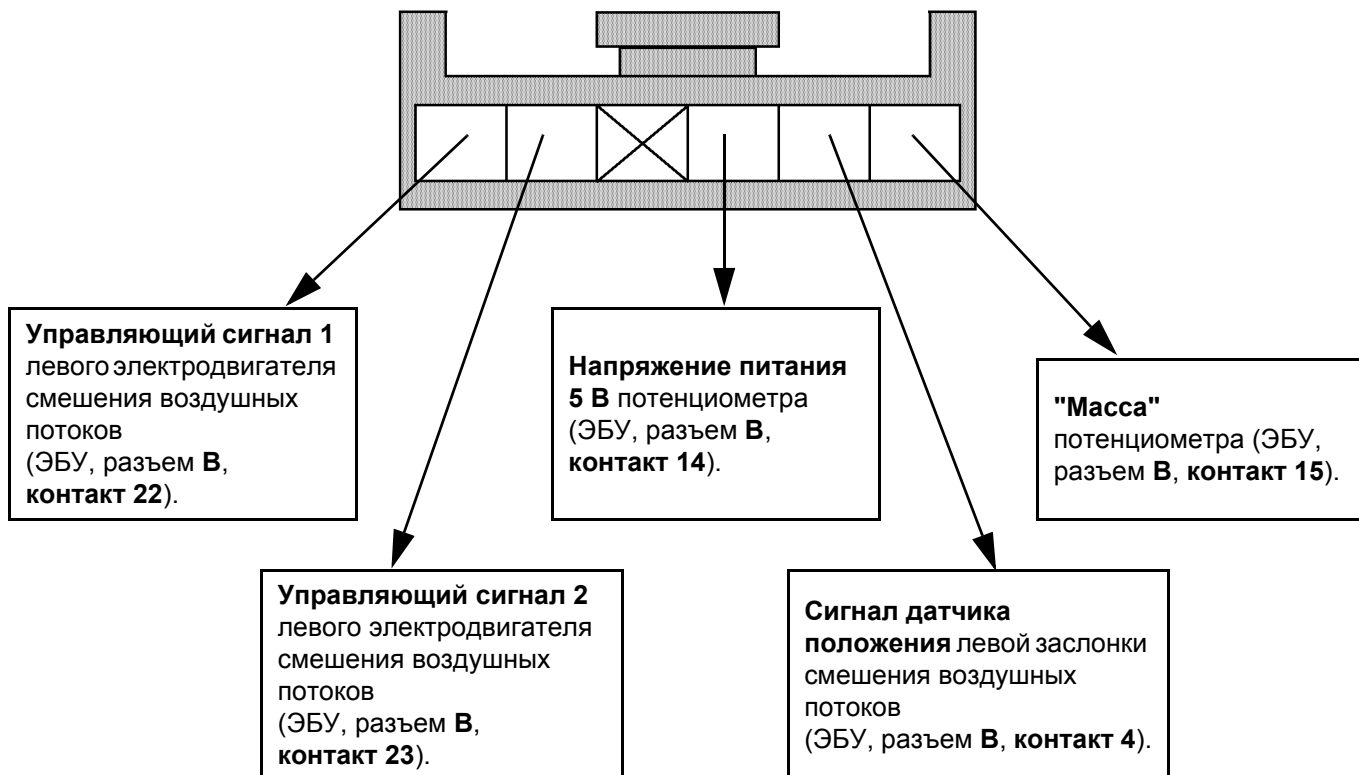 Управляющий сигнал 1
левого электродвигателя
смешения воздушных
потоков
(ЭБУ, разъем В,
контакт 22).
Напряжение питания
5 В потенциометра
(ЭБУ, разъем В,
контакт 14).
"Масса"
потенциометра (ЭБУ,
разъем В, контакт 15).
Управляющий сигнал 2
левого электродвигателя
смешения воздушных
потоков
(ЭБУ, разъем В,
контакт 23).
Сигнал датчика
положения левой заслонки
смешения воздушных
потоков
(ЭБУ, разъем В, контакт 4).